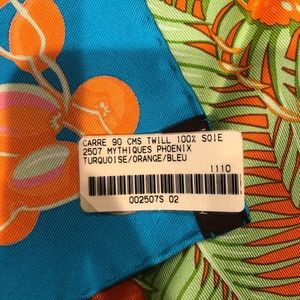 CARRE 90 CMS TWILL 100% SOIE
2507 MYTHIQUES PHOENIX
TURQUOISE/ORANGE/BLEU
1110
002507S 02